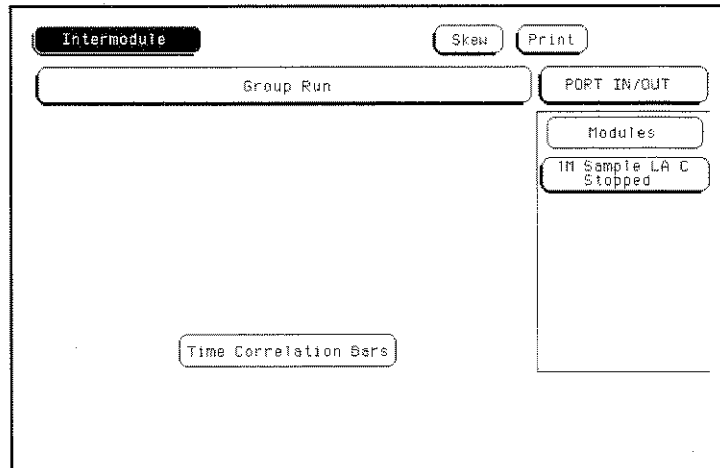 Intermodule
Skew
Print
Group Run
PORT IN/OUT
Modules
1M Sample LA C
Stopped
Time Correlation Bars